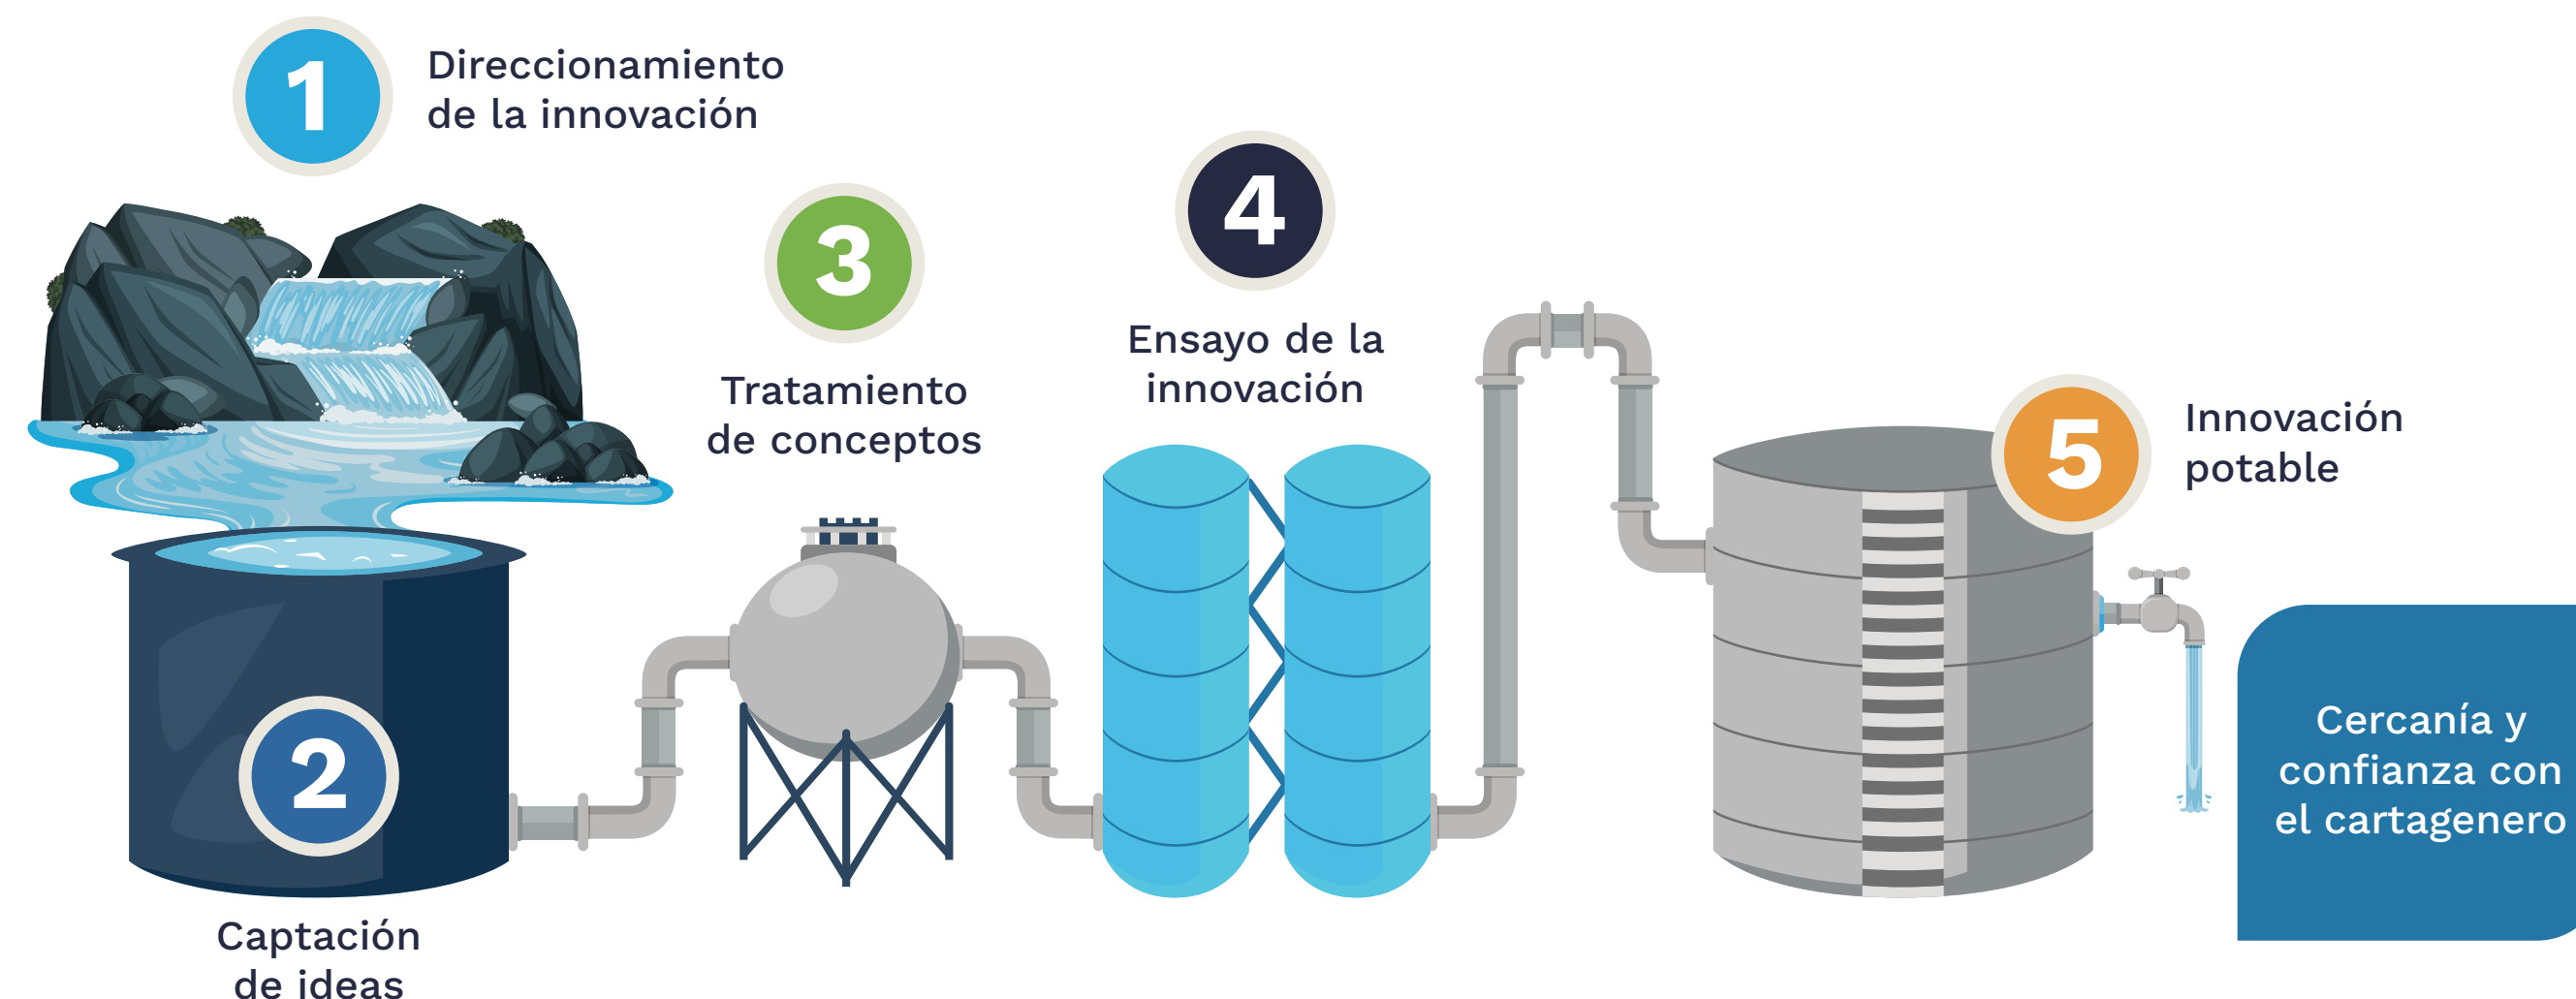 1
Direccionamiento
de la innovación
2
Captación
de ideas
3
Tratamiento
de conceptos
4
Ensayo de la
innovación
5
Innovación
potable
Cercanía y
confianza con
el cartagenero